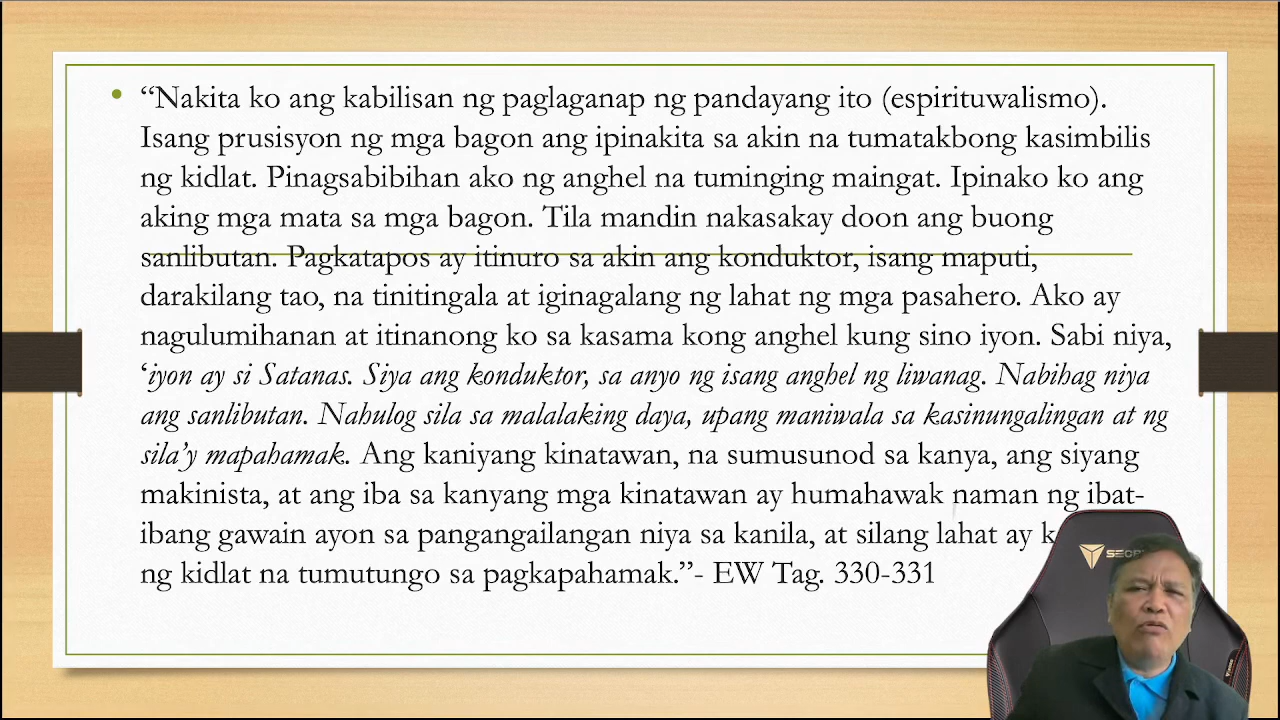 • “Nakita ko ang kabilisan ng paglaganap ng pandayang ito (espirituwalismo).
Isang prusisyon ng mga bagon ang ipinakita sa akin na tumatakbong kasimbilis
ng kidlat. Pinagsabibihan ako ng anghel na tuminging maingat. Ipinako ko ang
aking mga mata sa mga bagon. Tila mandin nakasakay doon ang buong
sanlibutan. Pagkatapos ay itinuro sa akin ang konduktor, isang maputi,
darakilang tao, na tinitingala at iginagalang ng lahat ng mga pasahero. Ako ay
nagulumihanan at itinanong ko sa kasama kong anghel kung sino iyon. Sabi niya,
‘iyon ay si Satanas. Siya ang konduktor, sa anyo ng isang anghel ng liwanag. Nabihag niya
ang sanlibutan. Nahulog sila sa malalaking daya, upang maniwala sa kasinungalingan at ng
sila’y mapahamak. Ang kaniyang kinatawan, na sumusunod sa kanya, ang siyang
makinista, at ang iba sa kanyang mga kinatawan ay humahawak naman ng ibat-
ibang gawain ayon sa pangangailangan niya sa kanila, at silang lahat ay
ng kidlat na tumutungo sa pagkapahamak.”- EW Tag. 330-331